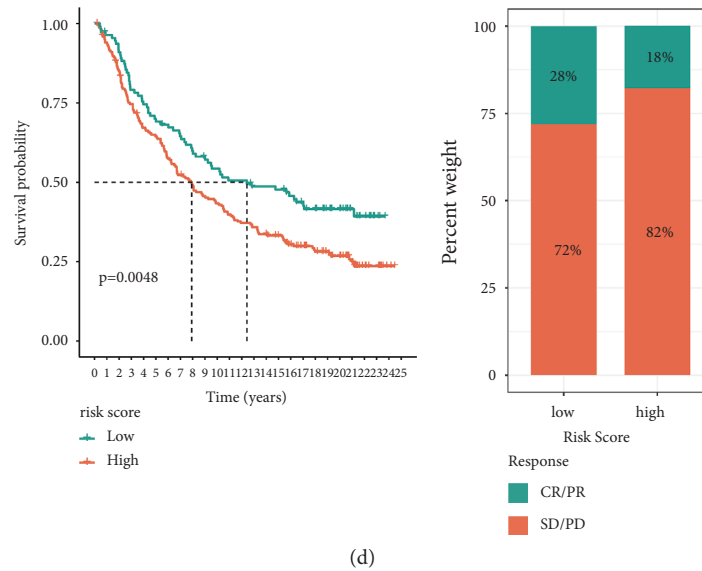 1.00
0.75
0.50
0.25
0.00
Survival probability
p=0.0048
0 1 2 3 4 5 6 7 8 9 10 11 12 13 14 15 16 17 18 19 20 21 22 23 24 25
Time (years)
risk score
Low
High
100
75
50
25
0
Percent weight
28%
18%
72%
82%
low high
Risk Score
Response
CR/PR
SD/PD
(d)